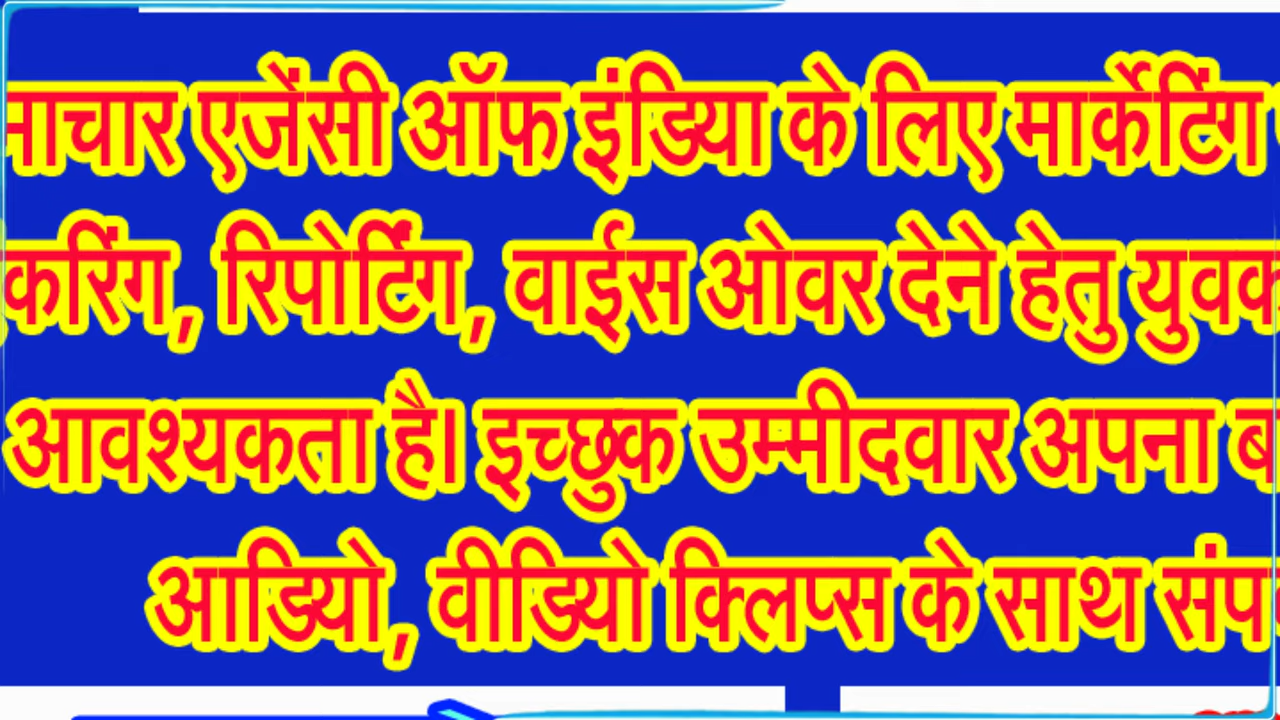 माचार एजेंसी ऑफ इंडिया के लिए मार्केटिंग
करिंग, रिपोर्टिंग, वाईस ओवर देने हेतु युवक
आवश्यकता है। इच्छुक उम्मीदवार अपना ब
आडियो, वीडियो क्लिप्स के साथ संप